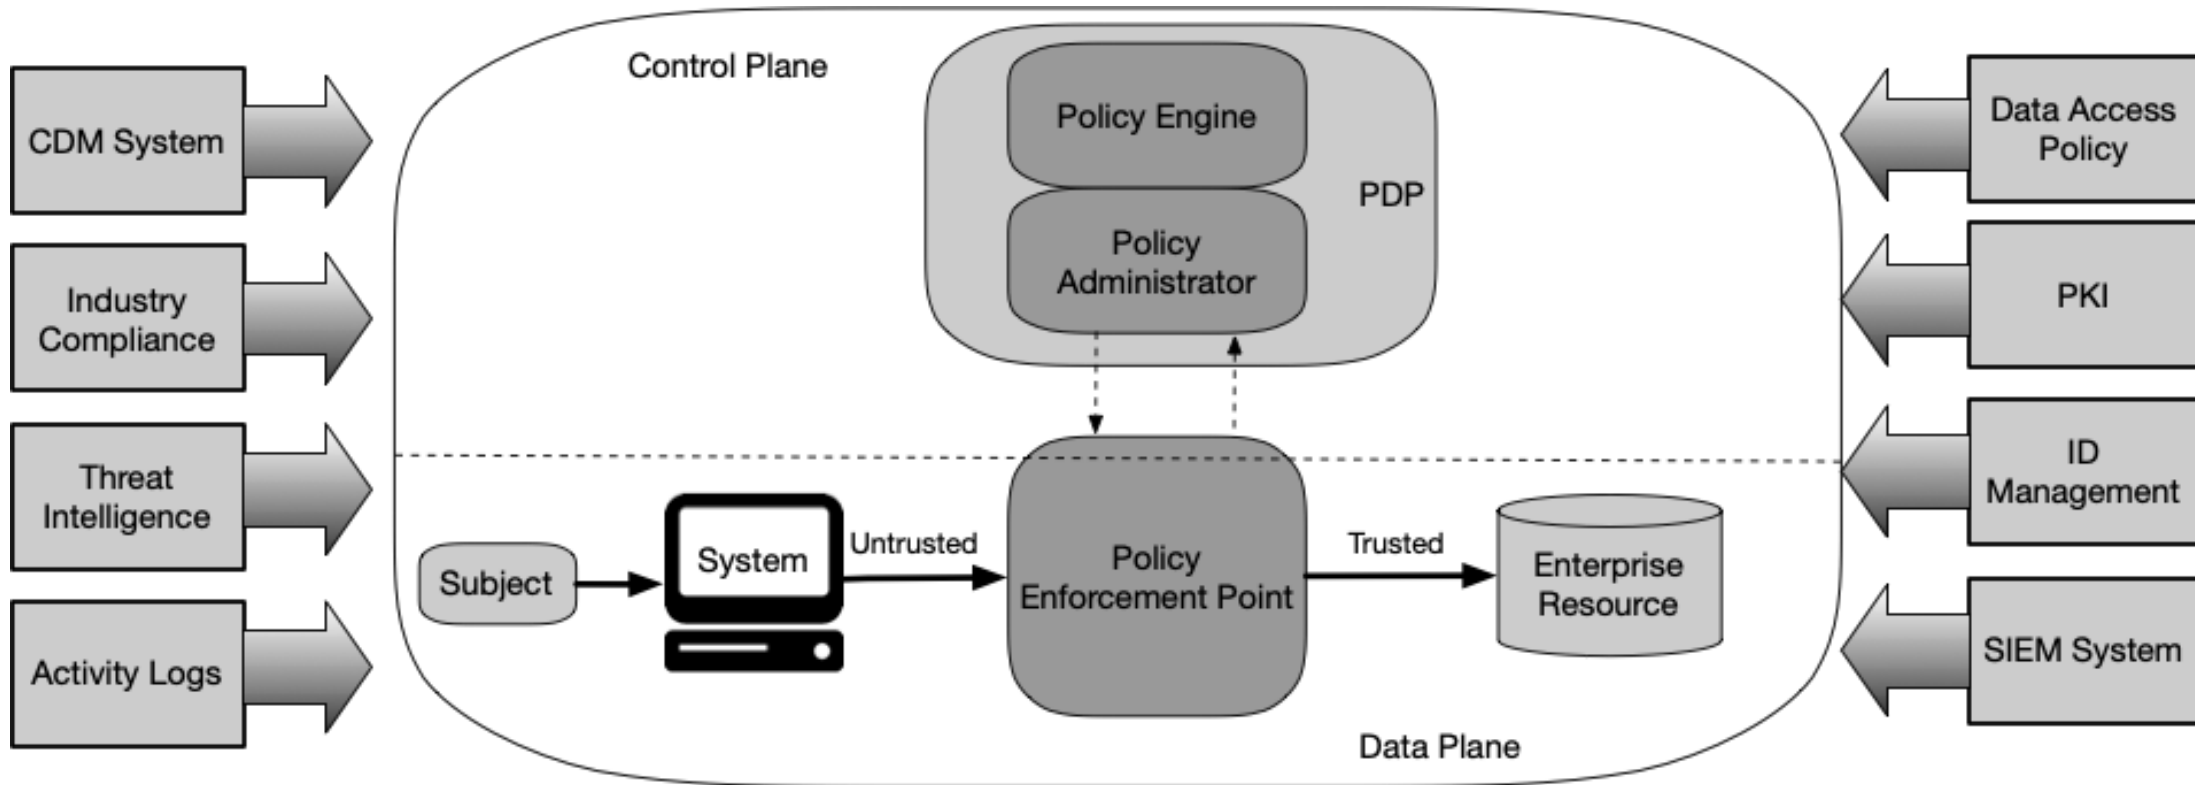 CDM System
Industry
Compliance
Threat
Intelligence
Activity Logs
Control Plane
Policy Engine
PDP
Policy
Administrator
Subject
System
Untrusted
Policy
Enforcement Point
Trusted
Enterprise
Resource
Data Plane
Data Access
Policy
PKI
ID
Management
SIEM System